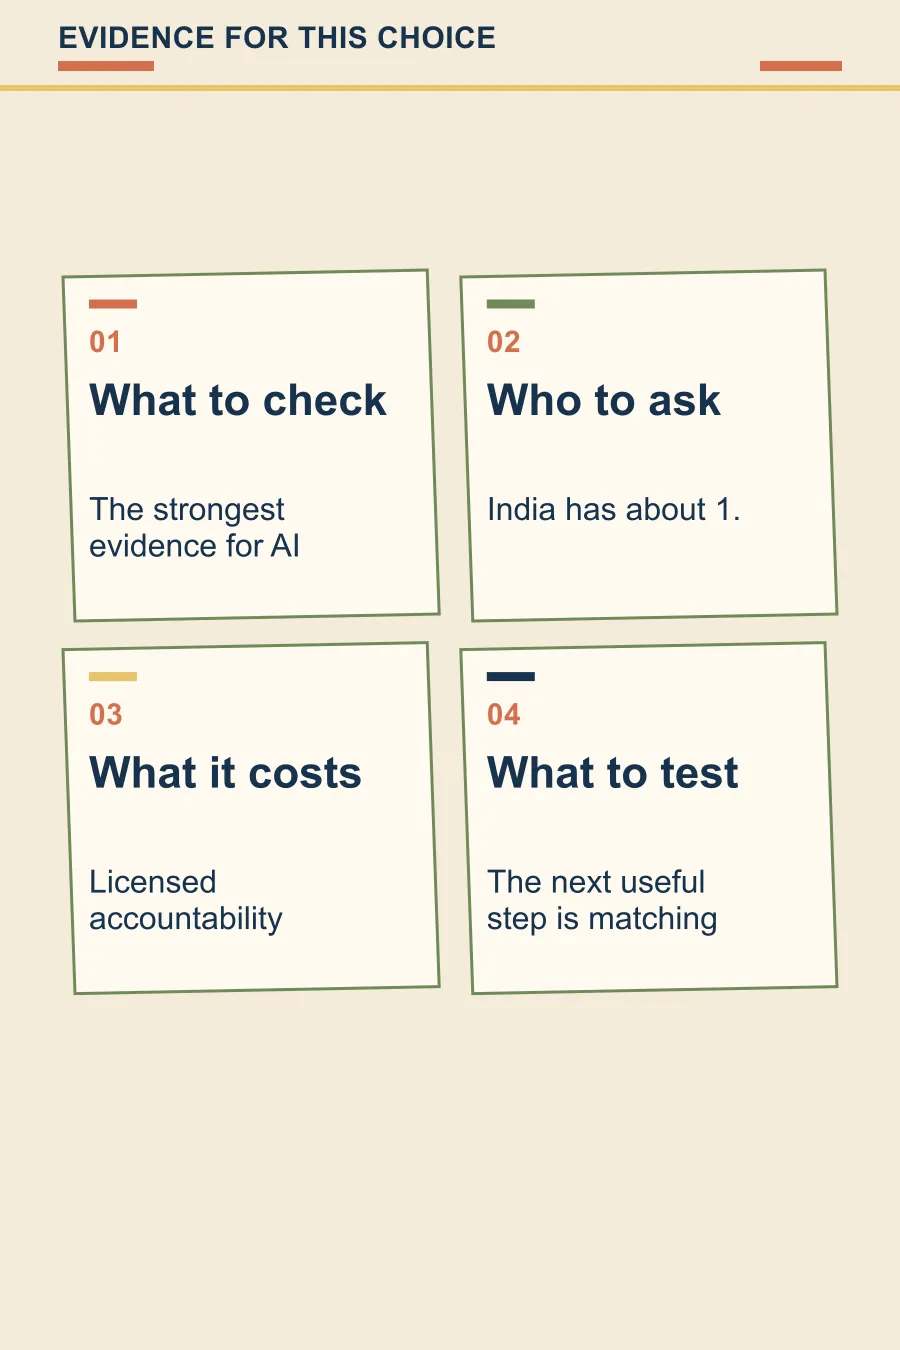 EVIDENCE FOR THIS CHOICE
01
What to check
The strongest
evidence for AI
02
Who to ask
India has about 1.
03
What it costs
Licensed
accountability
04
What to test
The next useful
step is matching